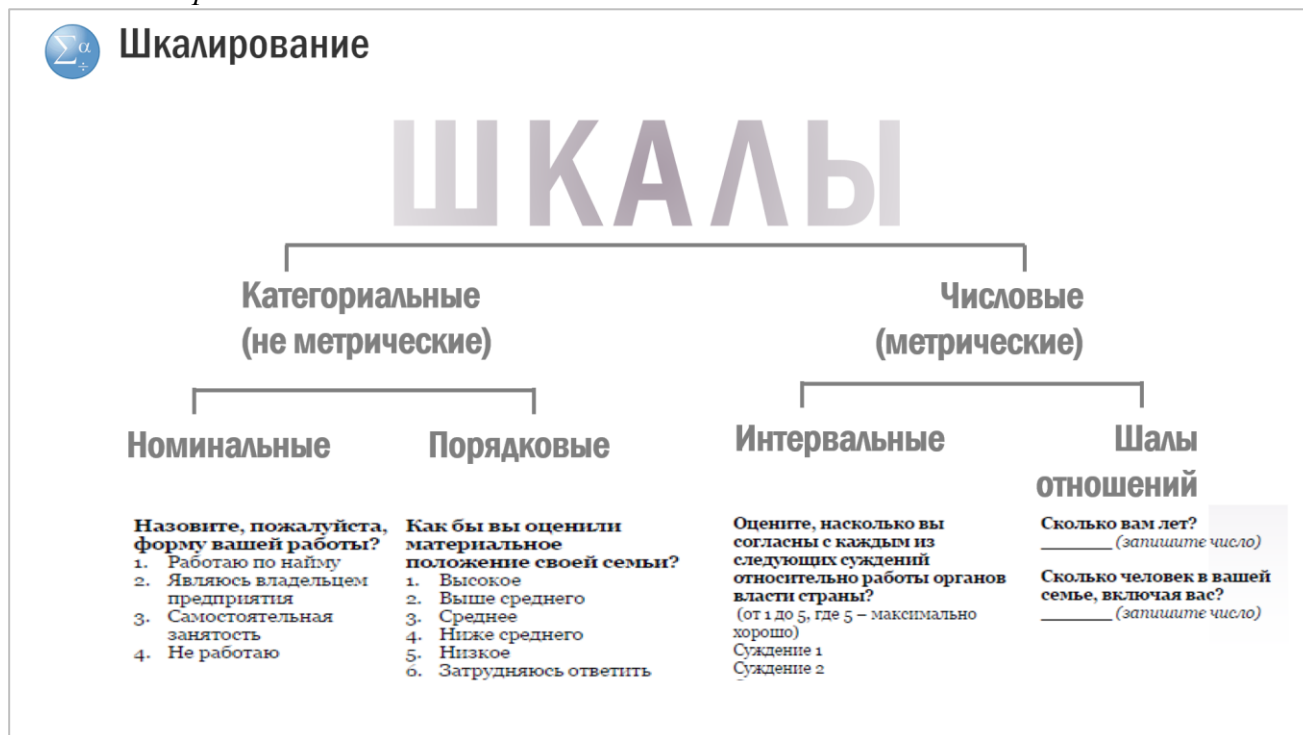 Шкалирование
ШКАЛЫ
Категориальные
(не метрические)
Числовые
(метрические)
Номинальные
Порядковые
Интервальные
Шалы
отношений
Назовите, пожалуйста,
форму вашей работы?
1. Работаю по найму
2. Являюсь владельцем
предприятия
3. Самостоятельная
занятость
4. Не работаю
Как бы вы оценили
материальное
положение своей семьи?
1. Высокое
2. Выше среднего
3. Среднее
4. Ниже среднего
5. Низкое
6. Затрудняюсь ответить
Оцените, насколько вы
согласны с каждым из
следующих суждений
относительно работы органов
власти страны?
(от 1 до 5, где 5 – максимально
хорошо)
Суждение 1
Суждение 2
Сколько вам лет?
_______ (запишите число)
Сколько человек в вашей
семье, включая вас?
_______ (запишите число)